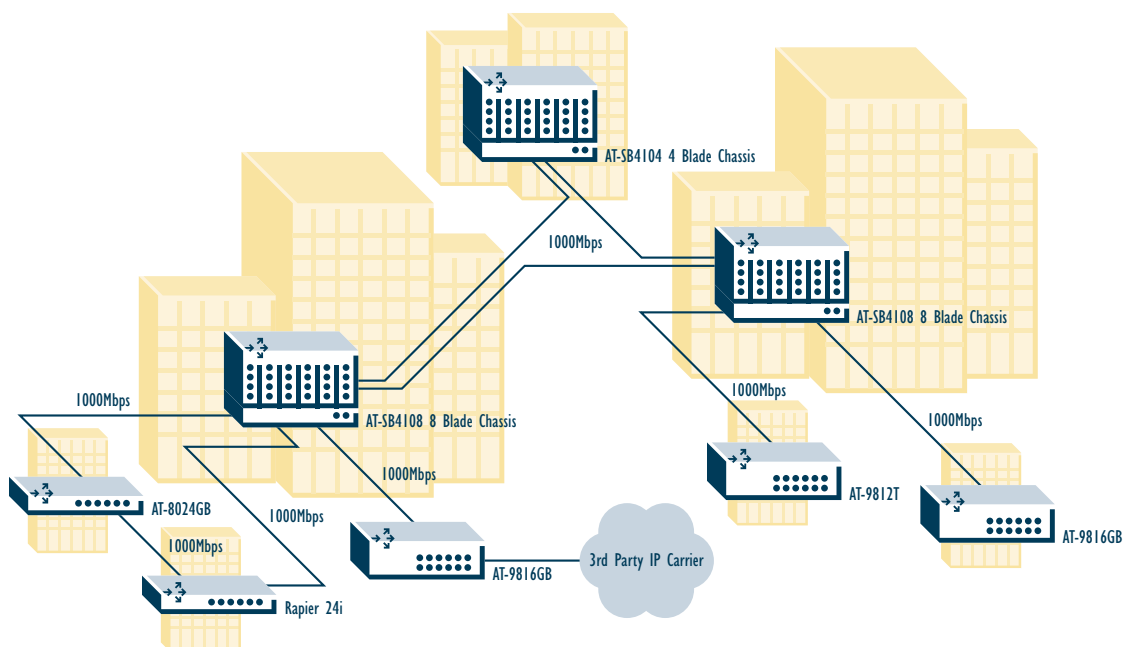 AT-SB4104 4 Blade Chassis
1000Mbps
AT-SB4108 8 Blade Chassis
1000Mbps
1000Mbps
AT-SB4108 8 Blade Chassis
1000Mbps
1000Mbps
AT-9812T
AT-8024GB
1000Mbps
AT-9816GB
1000Mbps
3rd Party IP Carrier
AT-9816GB
Rapier 24i